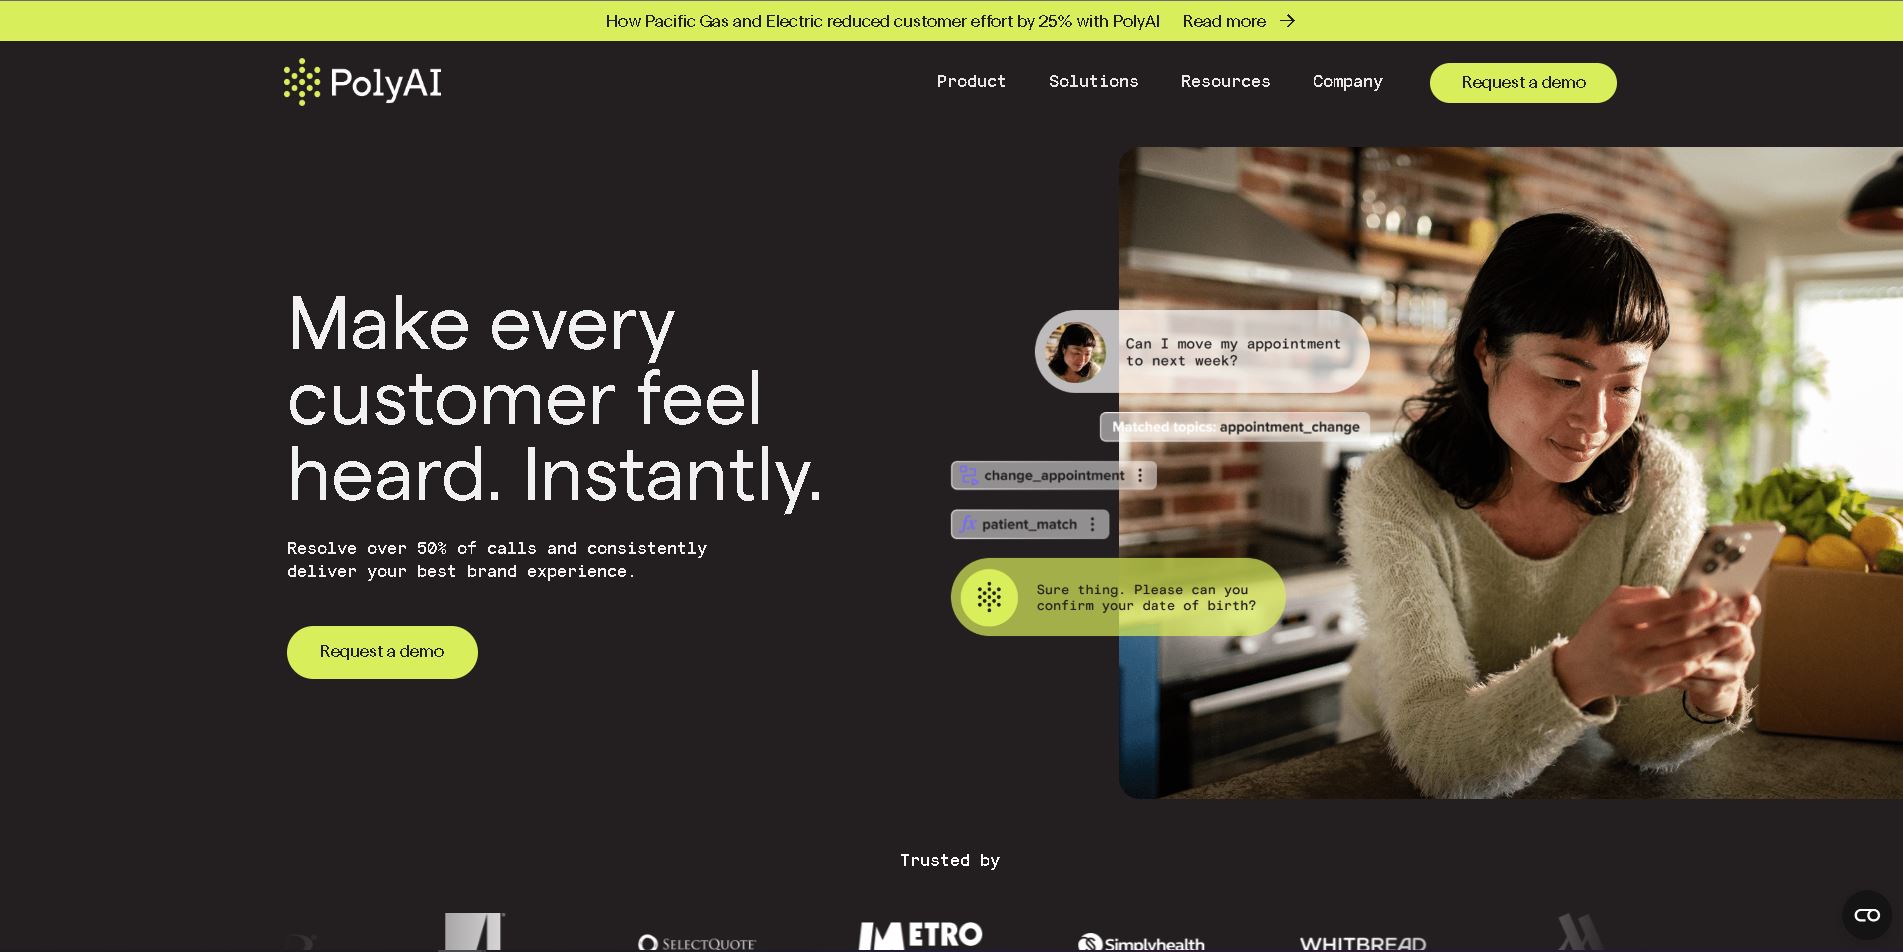 How Pacific Gas and Electric reduced customer effort by 25% with PolyAI Read more →
PolyAI
Product Solutions Resources Company Request a demo
Make every
customer feel
heard. Instantly.
Resolve over 50% of calls and consistently
deliver your best brand experience.
Request a demo
Can I move my appointment
to next week?
Matched topics: appointment_change
change_appointment
fx patient_match
Sure thing. Please can you
confirm your date of birth?
Trusted by
SELECTQUOTE METRO Simplyhealth WHITBREAD